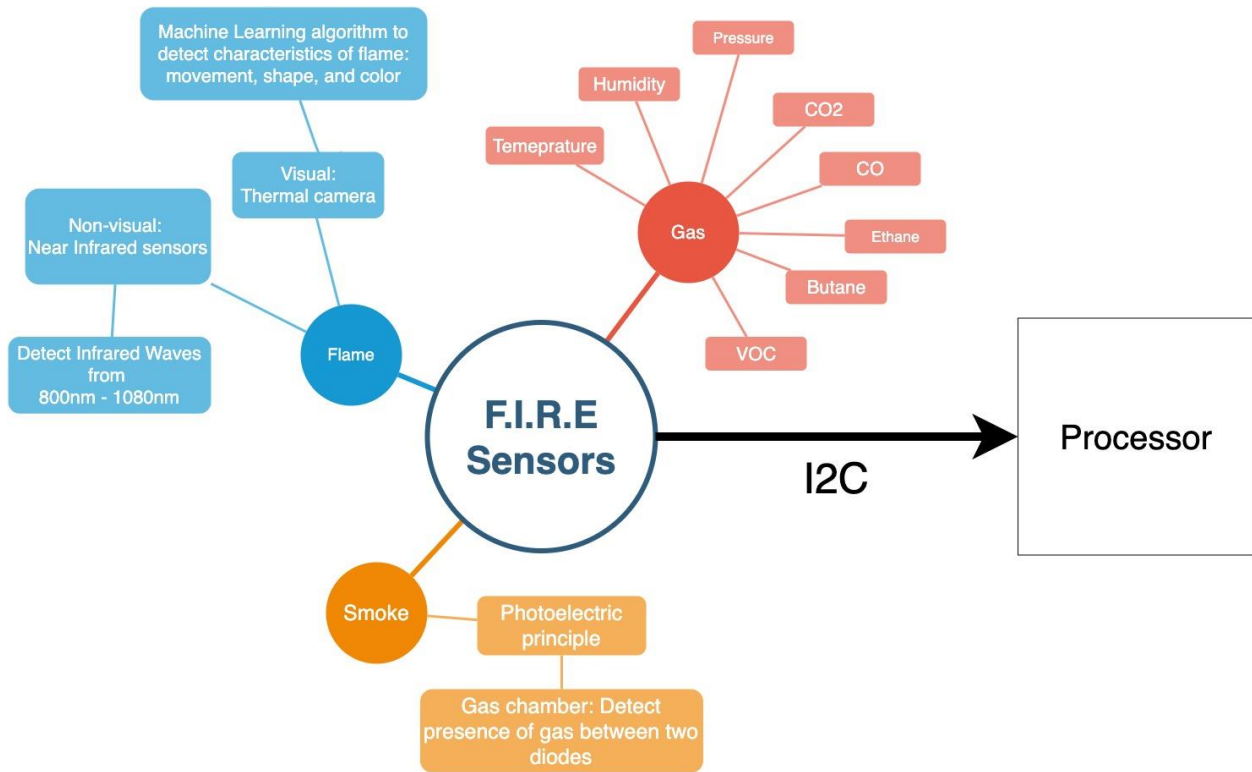 Machine Learning algorithm to
detect characteristics of flame:
movement, shape, and color
Visual:
Thermal camera
Non-visual:
Near Infrared sensors
Detect Infrared Waves
from
800nm - 1080nm
Flame
Pressure
Humidity
CO2
Temeprature
CO
Gas
Ethane
Butane
VOC
F.I.R.E
Sensors
I2C
Processor
Smoke
Photoelectric
principle
Gas chamber: Detect
presence of gas between two
diodes